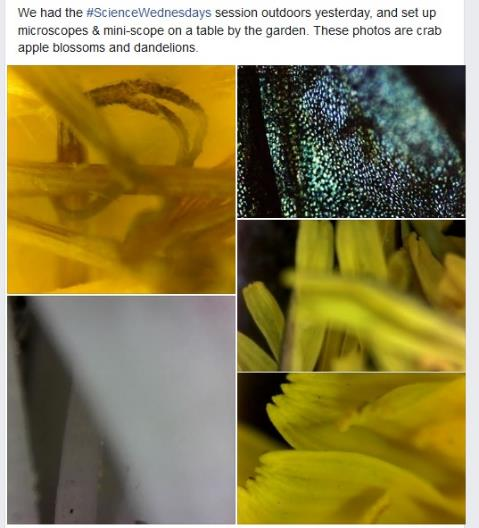 We had the #ScienceWednesdays session outdoors yesterday, and set up
microscopes & mini-scope on a table by the garden. These photos are crab
apple blossoms and dandelions.